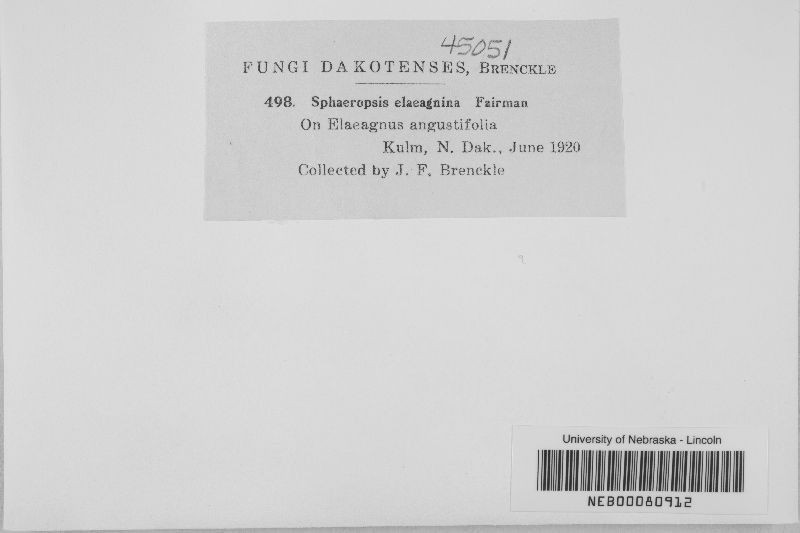 45051
FUNGI DAKOTENSES, BRENCKLE
498. Sphaeropsis elaeagnina Fairman
On Elaeagnus angustifolia
Kulm, N. Dak., June 1920
Collected by J. F. Brenckle
University of Nebraska - Lincoln
NEB00080912